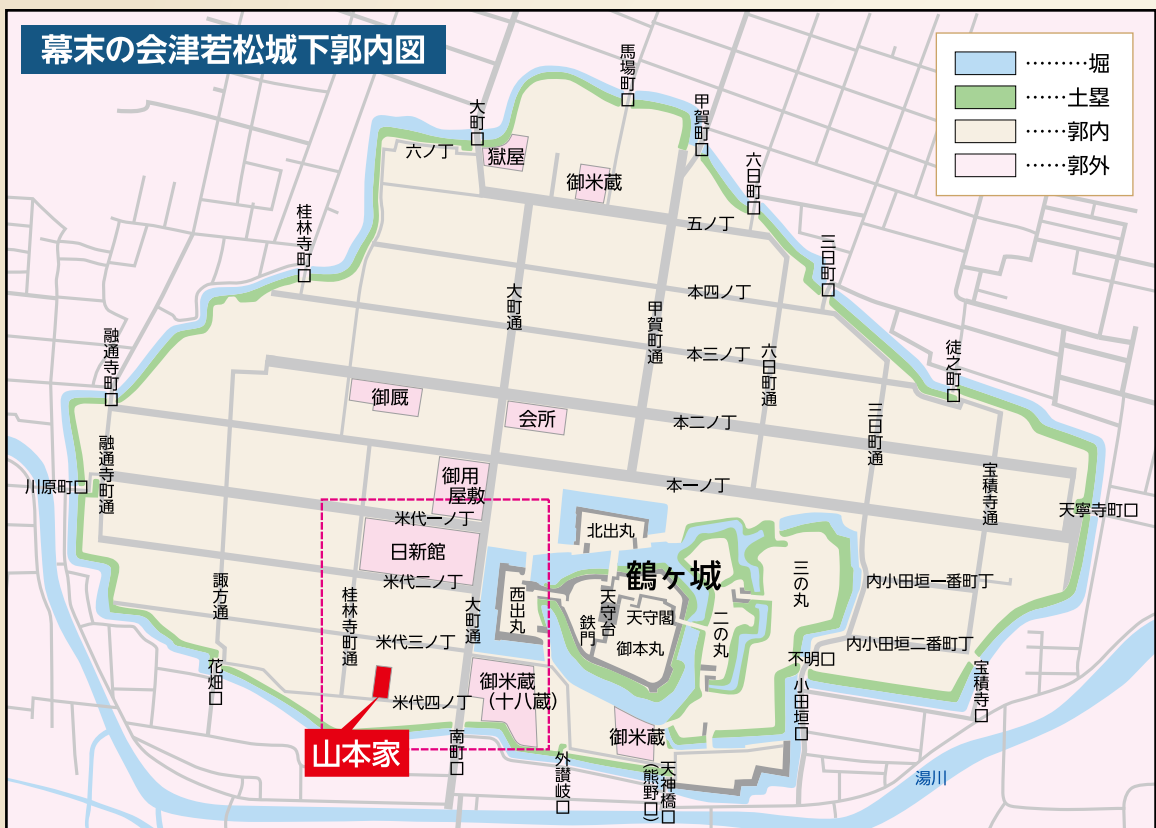 幕末の会津若松城下郭内図
………堀
……土塁
……郭内
……郭外
馬場町口
大町口
甲賀町口
六ノ丁
獄屋
御米蔵
六日町口
桂林寺町口
五ノ丁
三日町口
大町通
本四ノ丁
甲賀町通
融通寺町口
本三ノ丁
六日町通
徒之町口
御厩
会所
本二ノ丁
三日町通
融通寺町通
御用
屋敷
宝積寺通
川原町口
本一ノ丁
天寧寺町口
米代一ノ丁
北出丸
日新館
鶴ヶ城
三の丸
米代二ノ丁
内小田垣一番町丁
諏方通
桂林寺町通
大町通
西出丸
鉄門
天守台
天守閣
御本丸
二の丸
米代三ノ丁
内小田垣二番町丁
不明口
花畑口
小田垣口
宝積寺口
御米蔵
(十八蔵)
米代四ノ丁
山本家
南町口
御米蔵
外讃岐口
天神橋口
(熊野口)
湯川